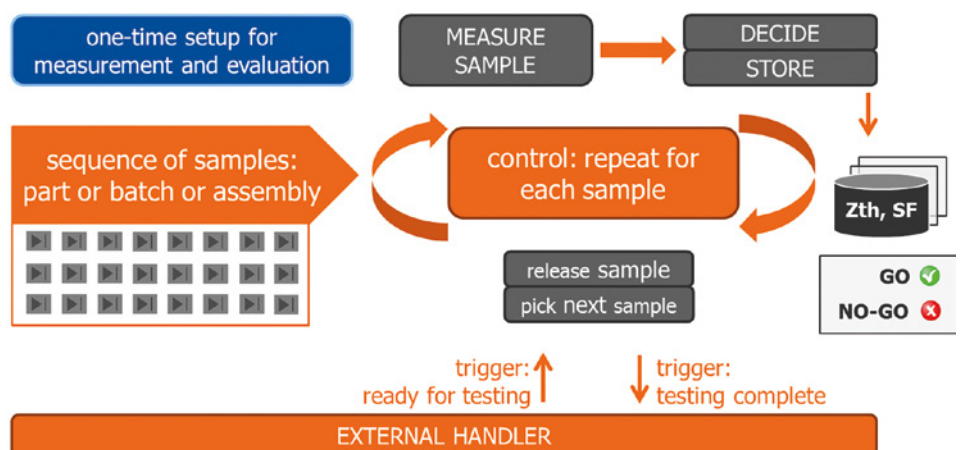 one-time setup for
measurement and evaluation
MEASURE
SAMPLE
DECIDE
STORE
sequence of samples:
part or batch or assembly
control: repeat for
each sample
Zth, SF
release sample
pick next sample
GO
NO-GO
trigger:
ready for testing
trigger:
testing complete
EXTERNAL HANDLER